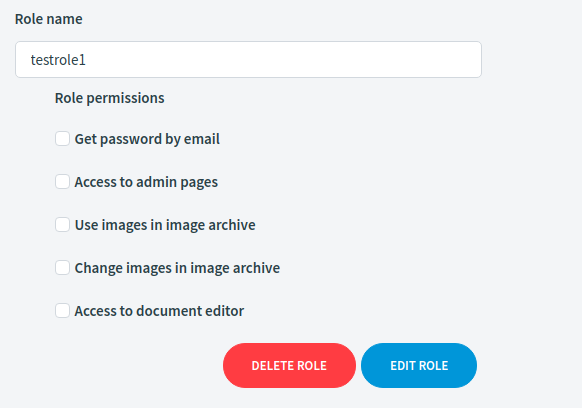 Role name
testrole1
Role permissions
Get password by email
Access to admin pages
Use images in image archive
Change images in image archive
Access to document editor
DELETE ROLE EDIT ROLE